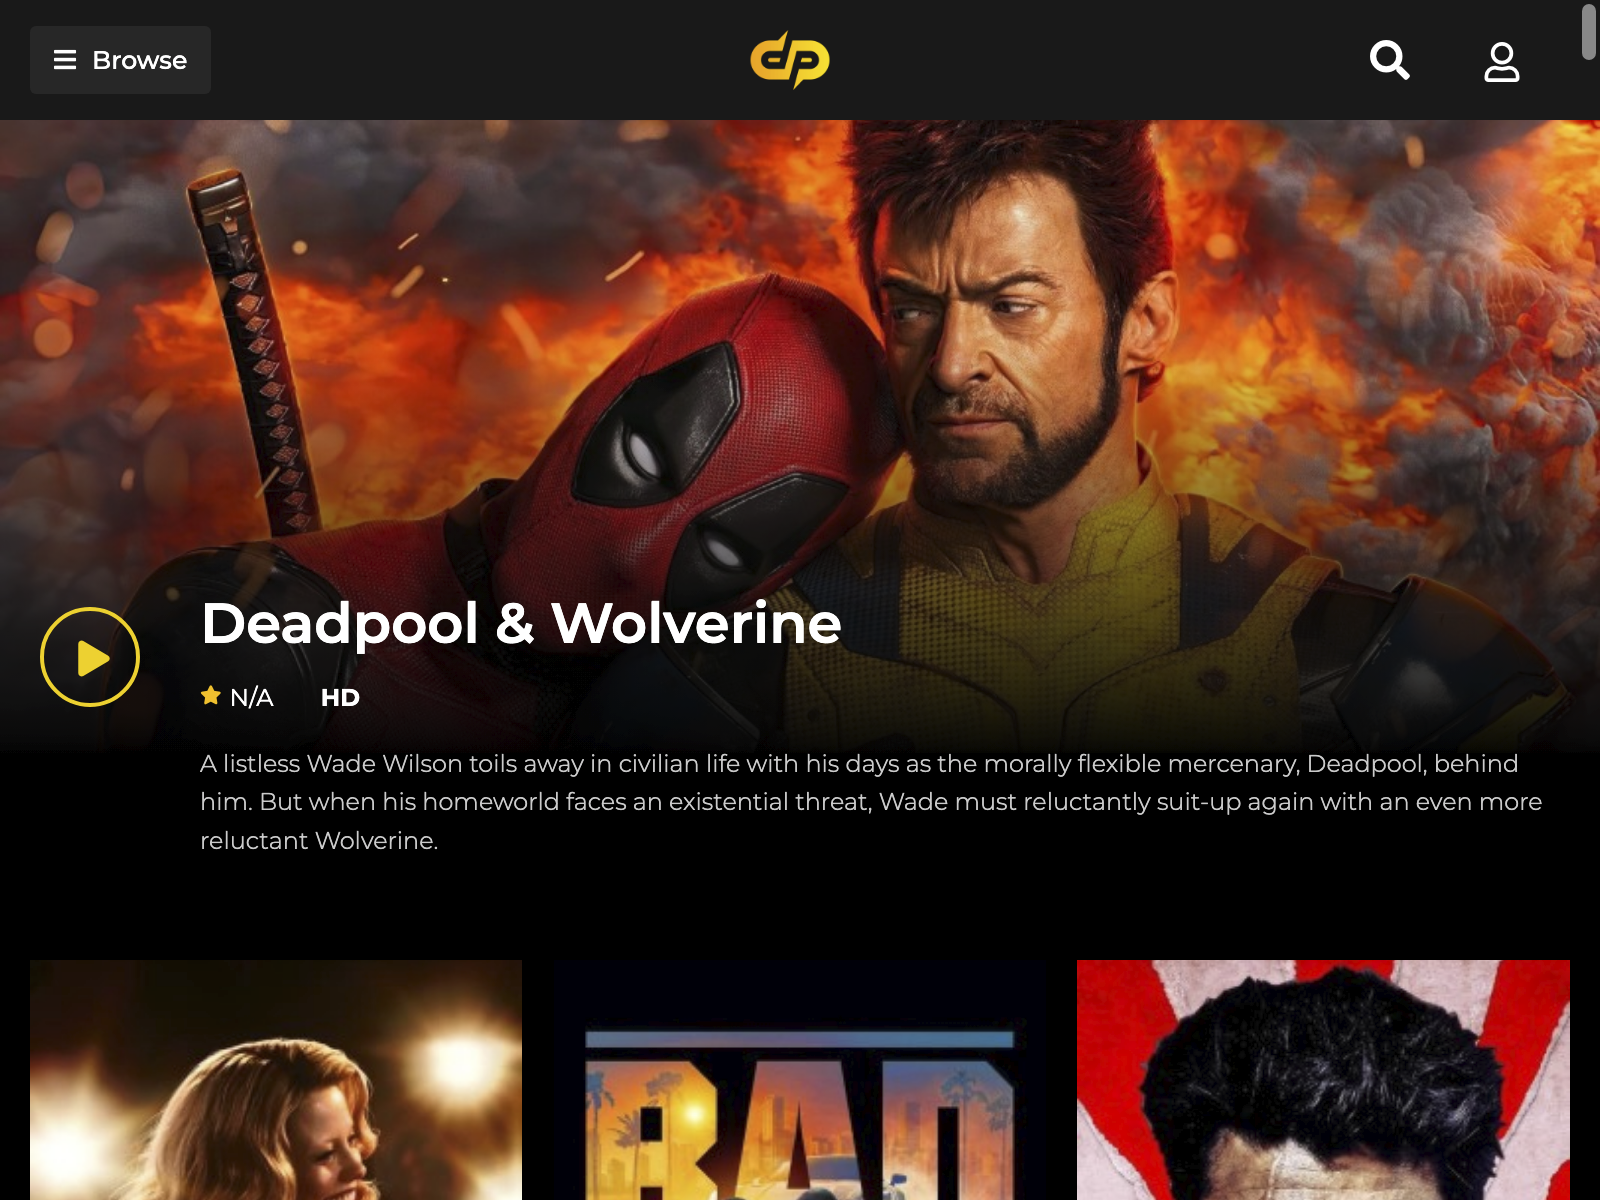 Browse
dp
Deadpool & Wolverine
N/A HD
A listless Wade Wilson toils away in civilian life with his days as the morally flexible mercenary, Deadpool, behind
him. But when his homeworld faces an existential threat, Wade must reluctantly suit-up again with an even more
reluctant Wolverine.
BAD